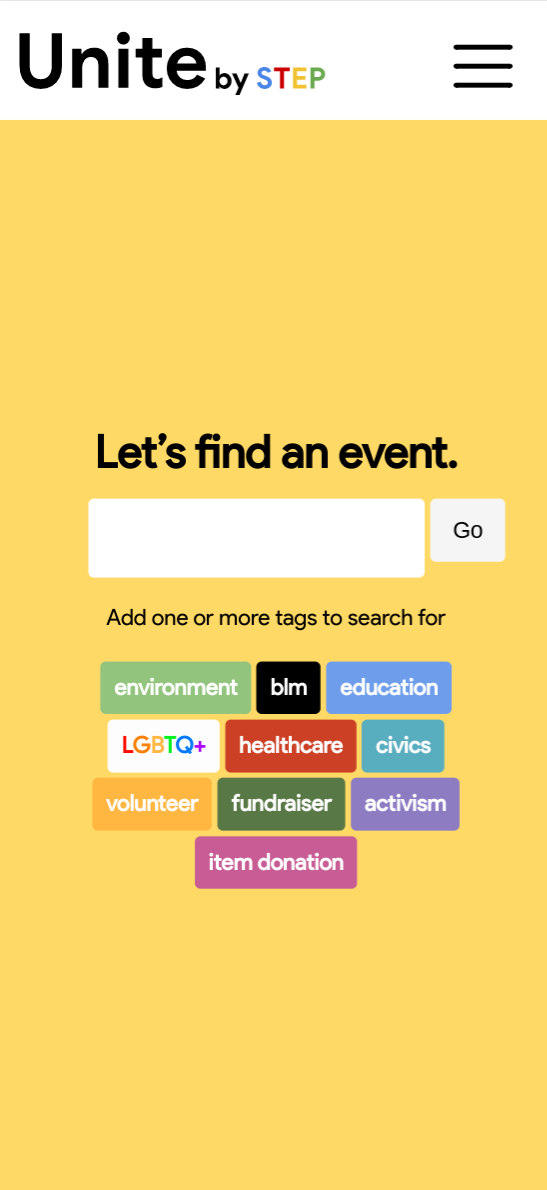 Unite by STEP
Let’s find an event.
Go
Add one or more tags to search for
environment blm education
LGBTQ+ healthcare civics
volunteer fundraiser activism
item donation